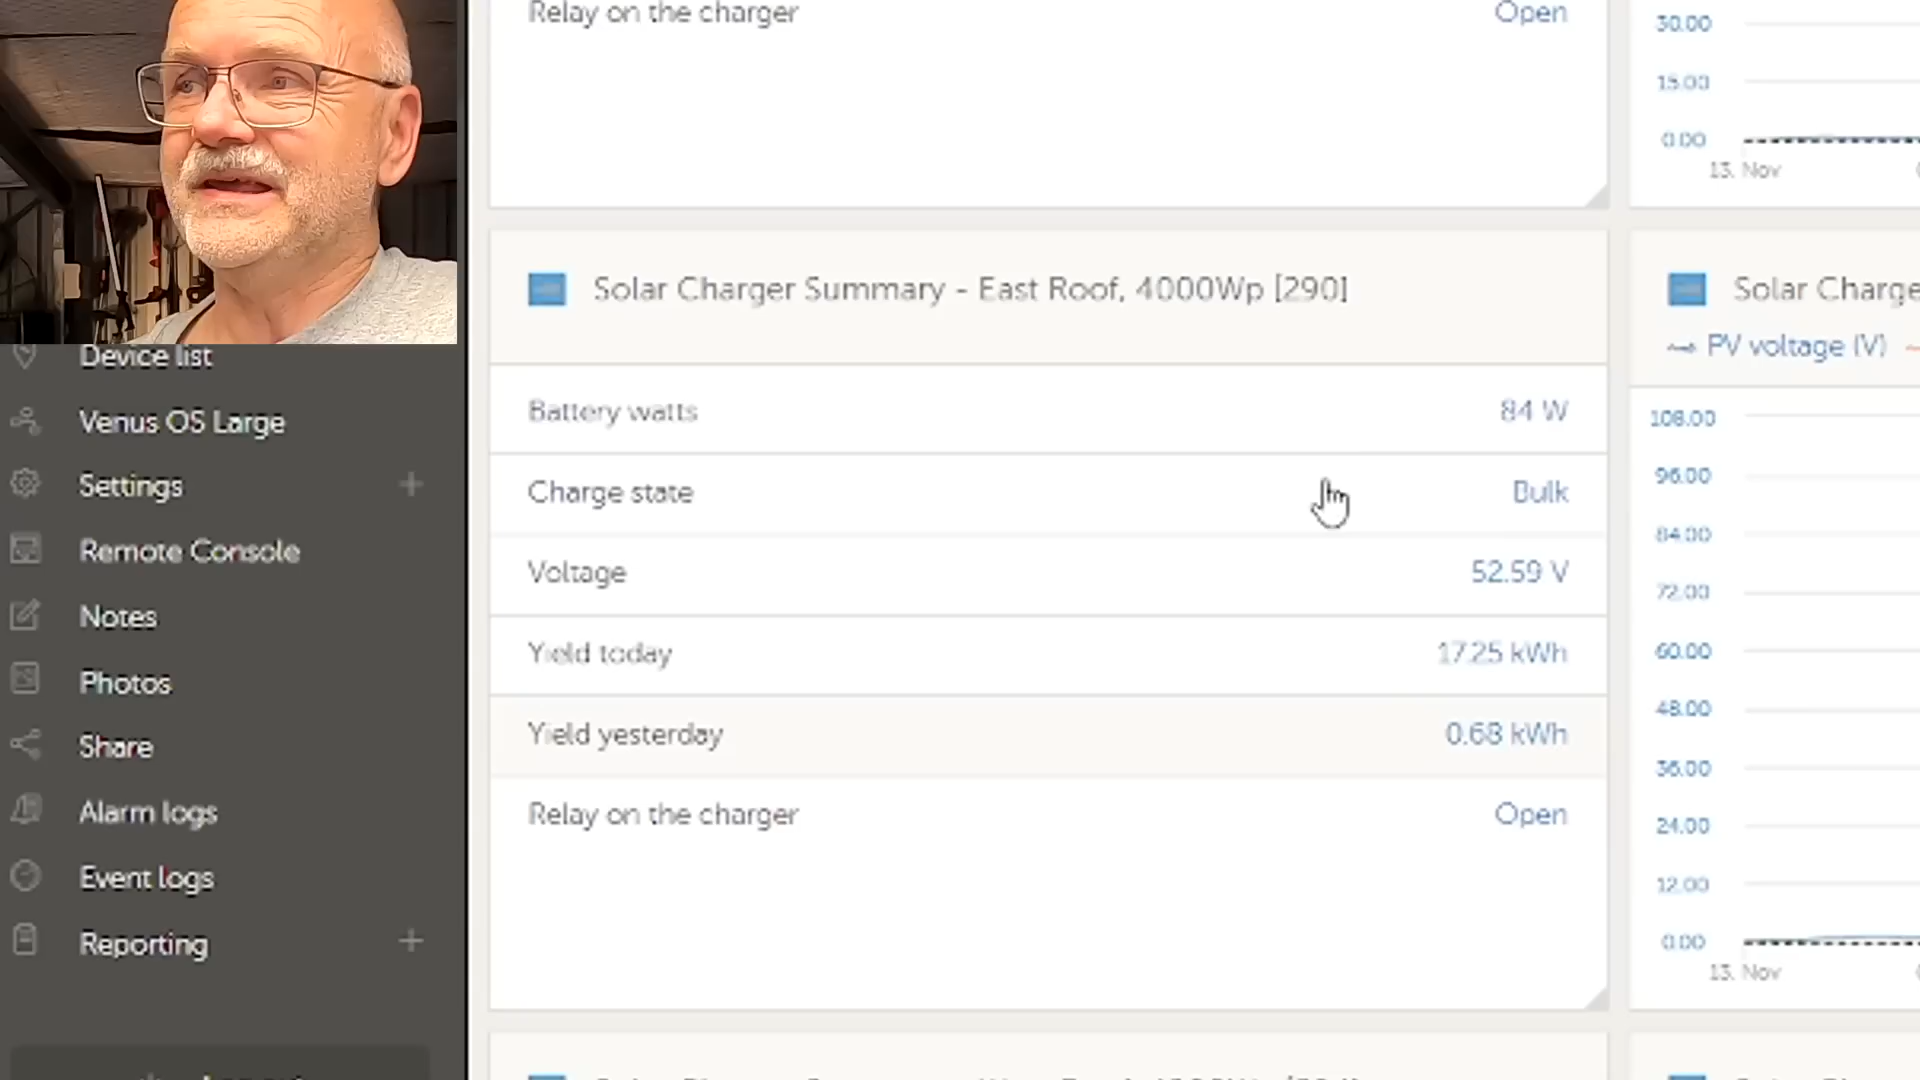 Relay on the charger Open
30.00
15.00
0.00
13. Nov
Solar Charger Summary - East Roof, 4000Wp [290]
Battery watts 84 W
Charge state Bulk
Voltage 52.59 V
Yield today 17.25 kWh
Yield yesterday 0.68 kWh
Relay on the charger Open
Solar Charge
PV voltage (V)
108.00
96.00
84.00
72.00
60.00
48.00
36.00
24.00
12.00
0.00
13. Nov
Device list
Venus OS Large
Settings
Remote Console
Notes
Photos
Share
Alarm logs
Event logs
Reporting